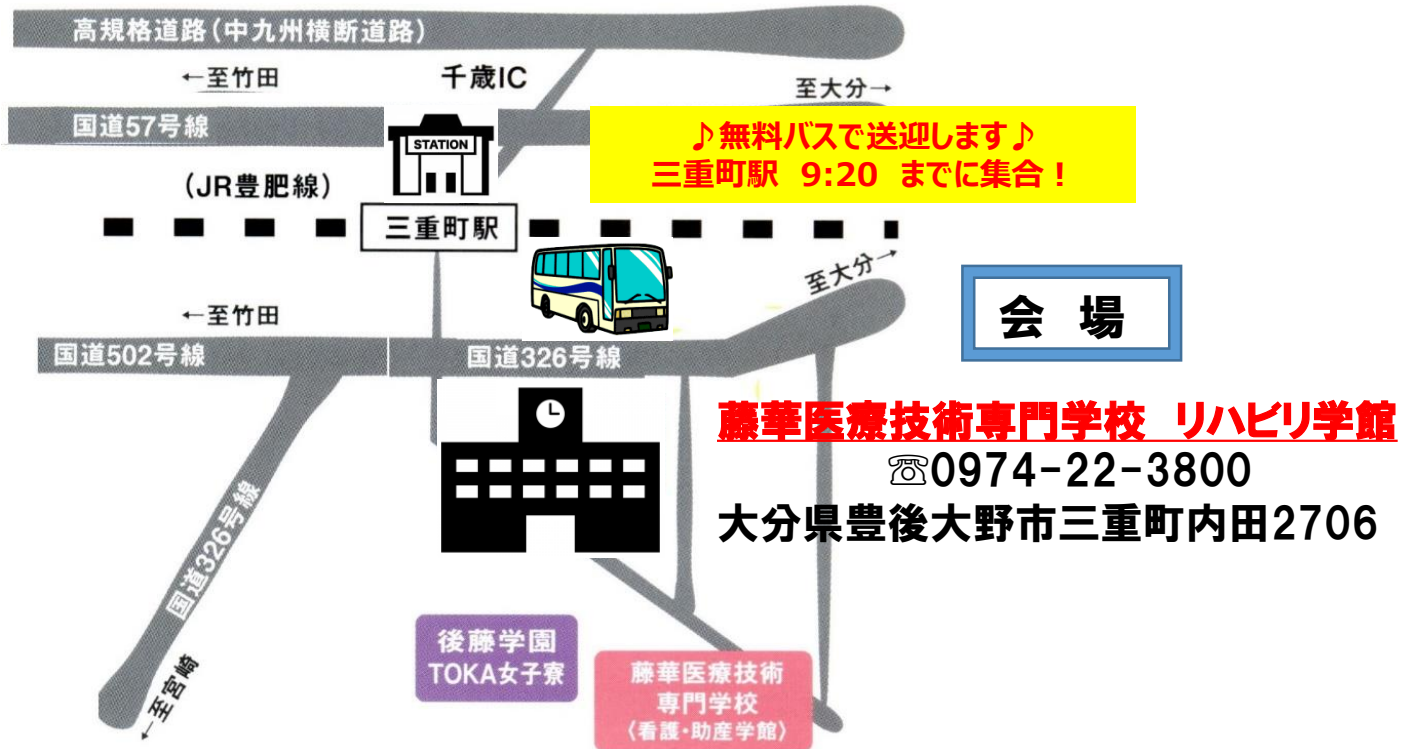 高規格道路(中九州横断道路)
←至竹田
千歳IC
至大分→
国道57号線
STATION
♪無料バスで送迎します♪
三重町駅 9:20 までに集合！
(JR豊肥線)
三重町駅
至大分→
←至竹田
会 場
国道502号線
国道326号線
藤華医療技術専門学校 リハビリ学館
☏0974-22-3800
大分県豊後大野市三重町内田2706
国道326号線
←至宮崎
後藤学園
TOKA女子寮
藤華医療技術
専門学校
〈看護・助産学館〉